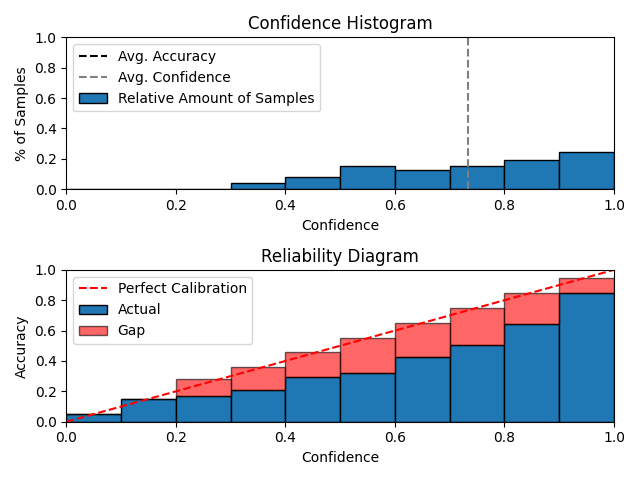 Confidence Histogram
1.0
0.8
0.6
0.4
0.2
0.0
% of Samples
Avg. Accuracy
Avg. Confidence
Relative Amount of Samples
0.0 0.2 0.4 0.6 0.8 1.0
Confidence
Reliability Diagram
1.0
0.8
0.6
0.4
0.2
0.0
Accuracy
Perfect Calibration
Actual
Gap
0.0 0.2 0.4 0.6 0.8 1.0
Confidence